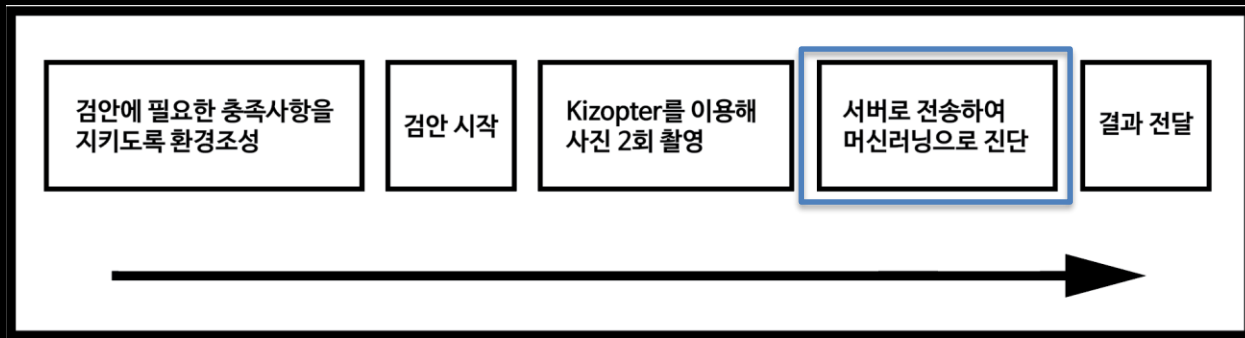 검안에 필요한 충족사항을
지키도록 환경조성
검안 시작
Kizopter를 이용해
사진 2회 촬영
서버로 전송하여
머신러닝으로 진단
결과 전달